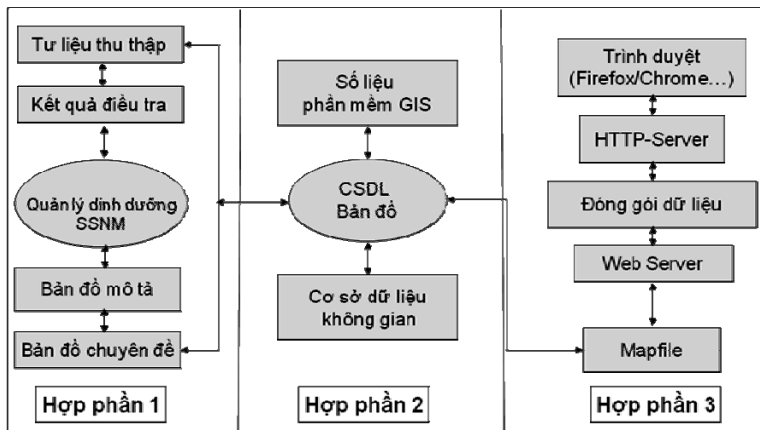 Tư liệu thu thập
Kết quả điều tra
Quản lý dinh dưỡng
SSNM
Bản đồ mô tả
Bản đồ chuyên đề
Hợp phần 1
Số liệu
phần mềm GIS
CSDL
Bản đồ
Cơ sở dữ liệu
không gian
Hợp phần 2
Trình duyệt
(Firefox/Chrome…)
HTTP-Server
Đóng gói dữ liệu
Web Server
Mapfile
Hợp phần 3